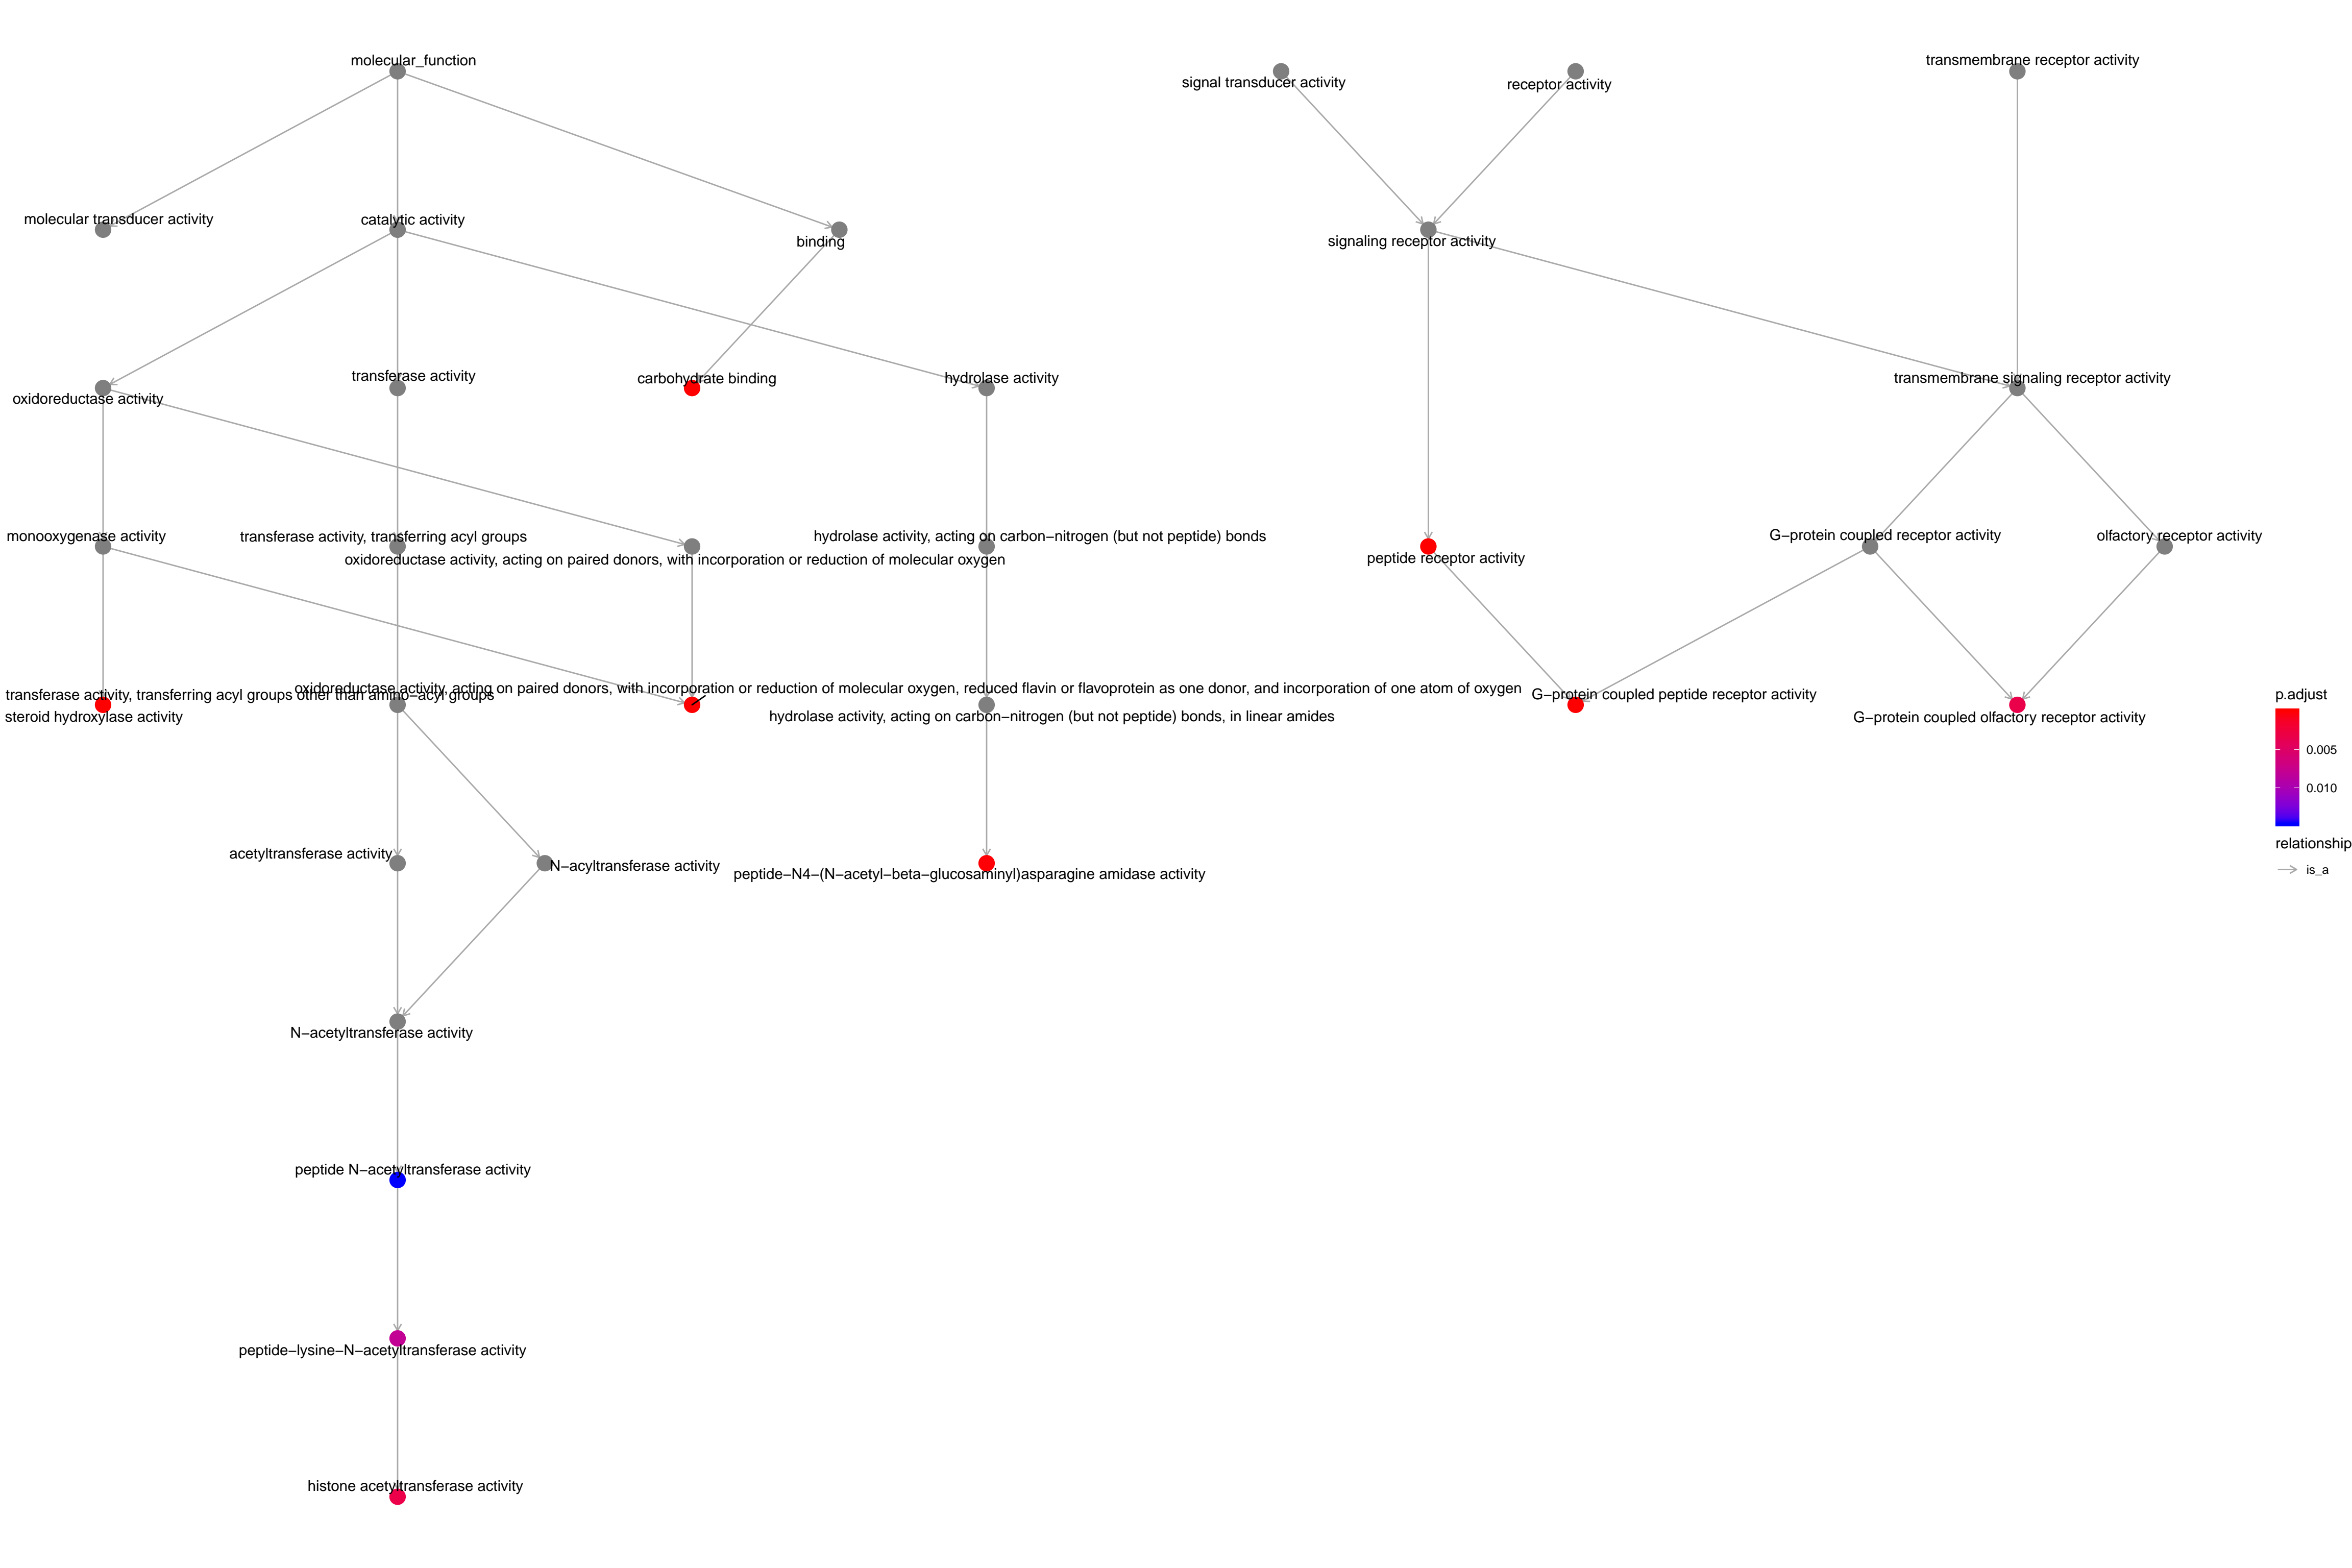 molecular_function
signal transducer activity
receptor activity
transmembrane receptor activity
molecular transducer activity
catalytic activity
binding
signaling receptor activity
oxidoreductase activity
transferase activity
carbohydrate binding
hydrolase activity
transmembrane signaling receptor activity
monooxygenase activity
transferase activity, transferring acyl groups
oxidoreductase activity, acting on paired donors, with incorporation or reduction of molecular oxygen
hydrolase activity, acting on carbon−nitrogen (but not peptide) bonds
peptide receptor activity
G−protein coupled receptor activity
olfactory receptor activity
transferase activity, transferring acyl groups other than amino−acyl groups
steroid hydroxylase activity
oxidoreductase activity, acting on paired donors, with incorporation or reduction of molecular oxygen, reduced flavin or flavoprotein as one donor, and incorporation of one atom of oxygen
hydrolase activity, acting on carbon−nitrogen (but not peptide) bonds, in linear amides
G−protein coupled peptide receptor activity
G−protein coupled olfactory receptor activity
p.adjust
0.005
0.010
relationship
is_a
acetyltransferase activity
N−acyltransferase activity
peptide−N4−(N−acetyl−beta−glucosaminyl)asparagine amidase activity
N−acetyltransferase activity
peptide N−acetyltransferase activity
peptide−lysine−N−acetyltransferase activity
histone acetyltransferase activity